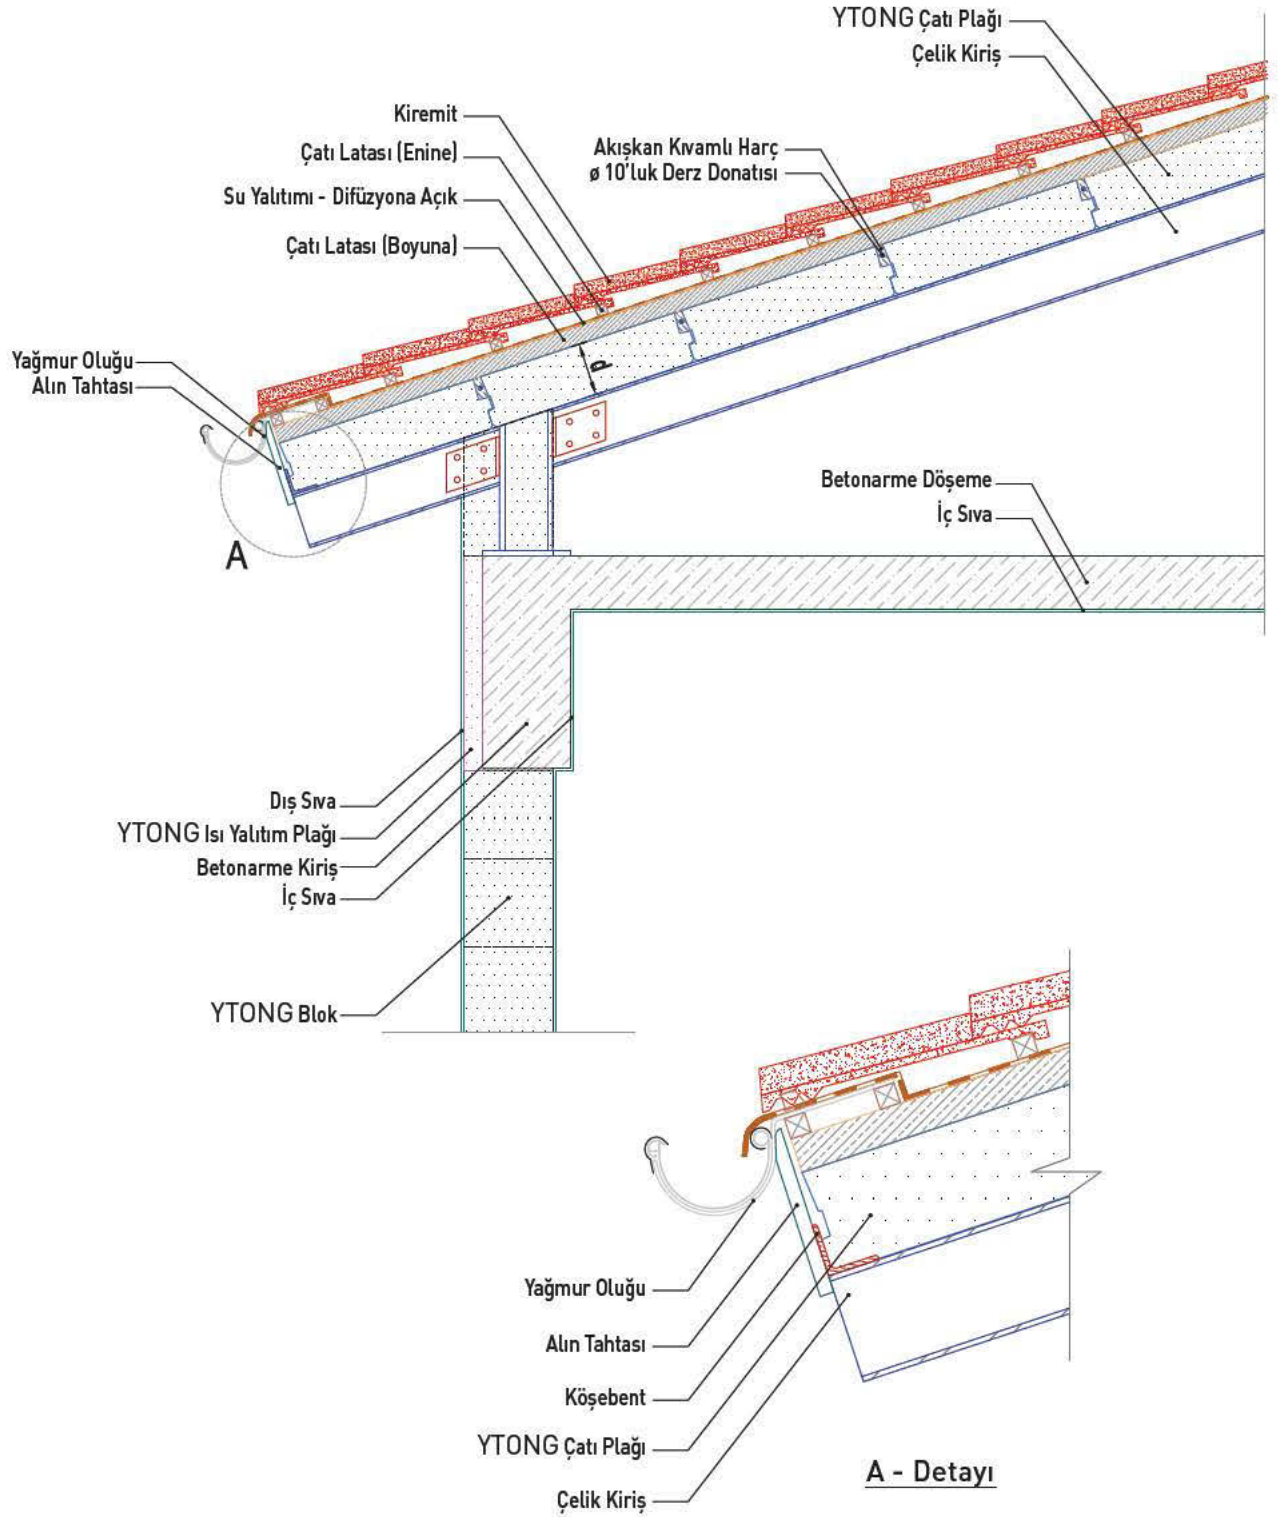 YTONG Çatı Plağı
Çelik Kiriş
Kiremit
Çatı Latası (Enine)
Su Yalıtımı - Difüzyona Açık
Çatı Latası (Boyuna)
Akışkan Kıvamlı Harç
ø 10'luk Derz Donatısı
Yağmur Oluğu
Alın Tahtası
d
A
Betonarme Döşeme
İç Sıva
Dış Sıva
YTONG Isı Yalıtım Plağı
Betonarme Kiriş
İç Sıva
YTONG Blok
Yağmur Oluğu
Alın Tahtası
Köşebent
YTONG Çatı Plağı
Çelik Kiriş
A - Detayı